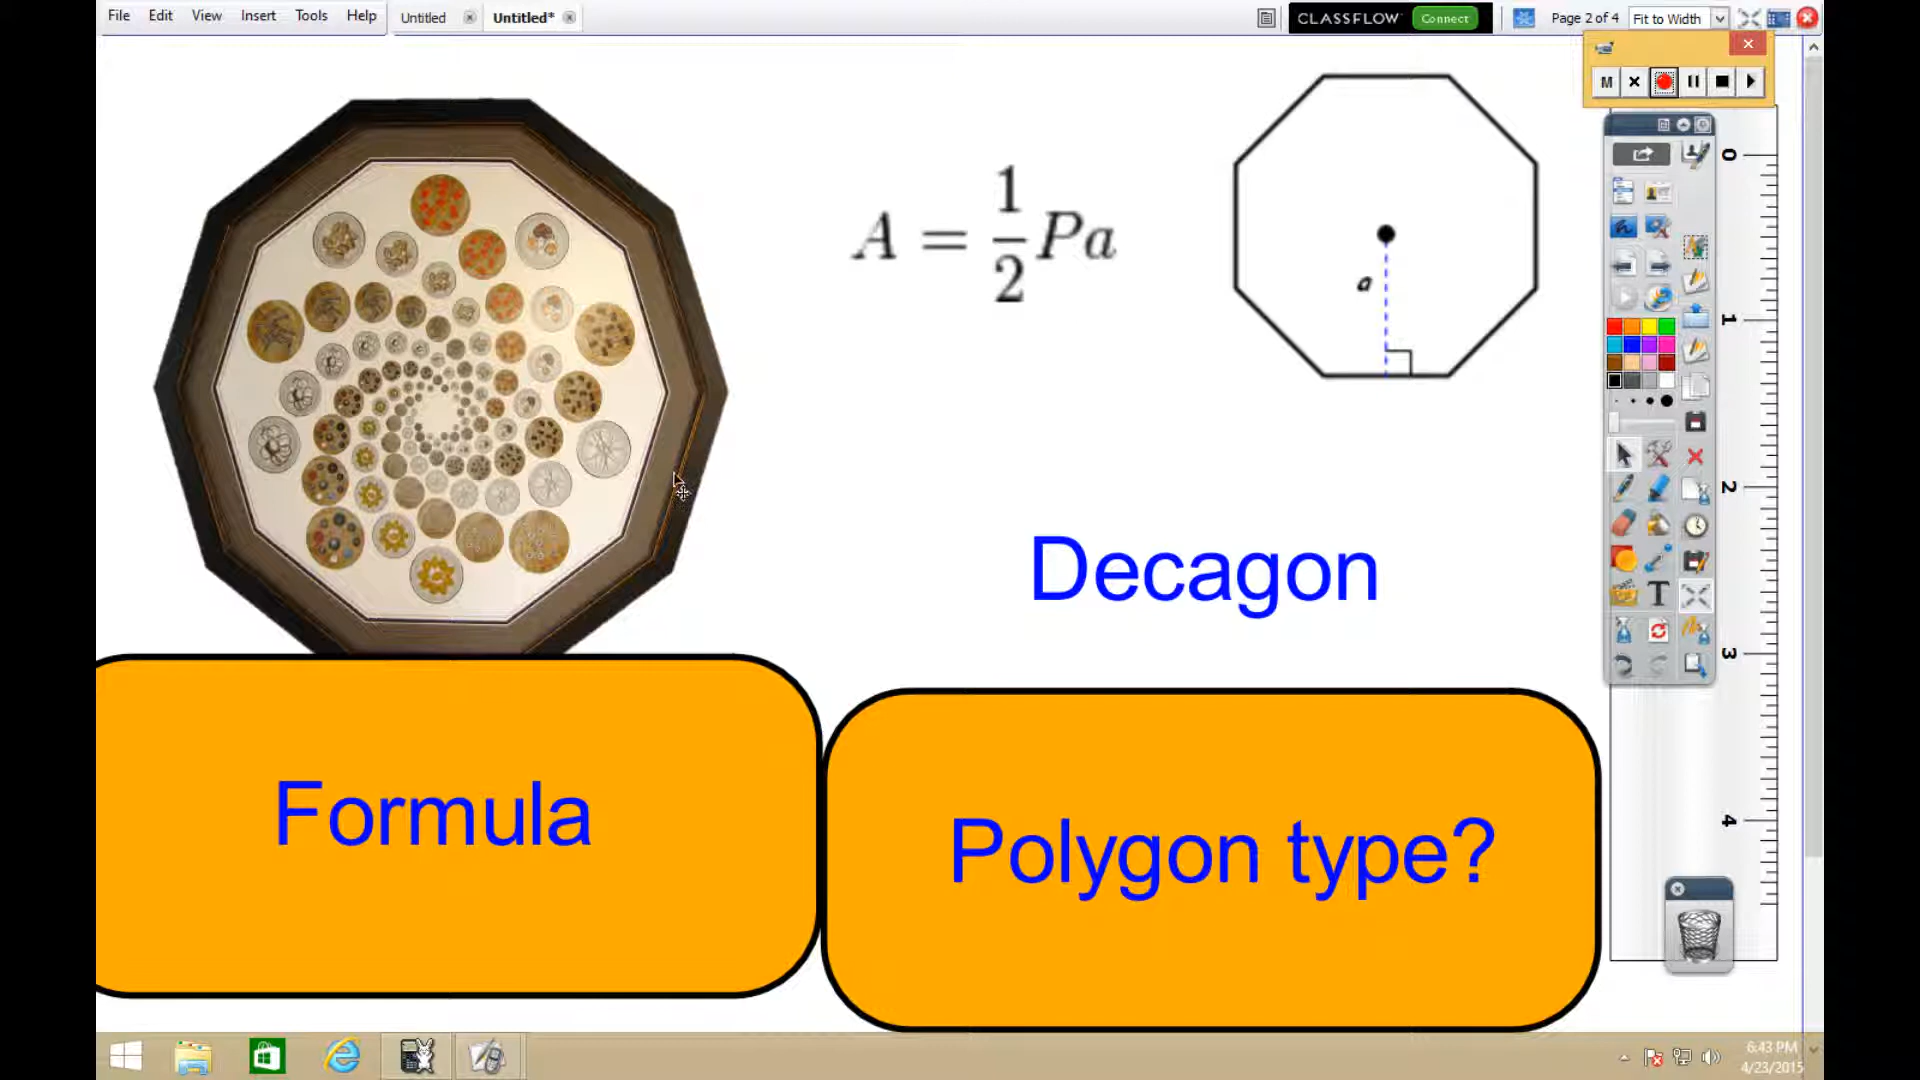 File Edit View Insert Tools Help
Untitled
Untitled*
CLASSFLOW Connect
Page 2 of 4
Fit to Width
M
A = 1/2 Pa
a
Decagon
Formula
Polygon type?
T
0
1
2
3
4
6:43 PM
4/23/2015